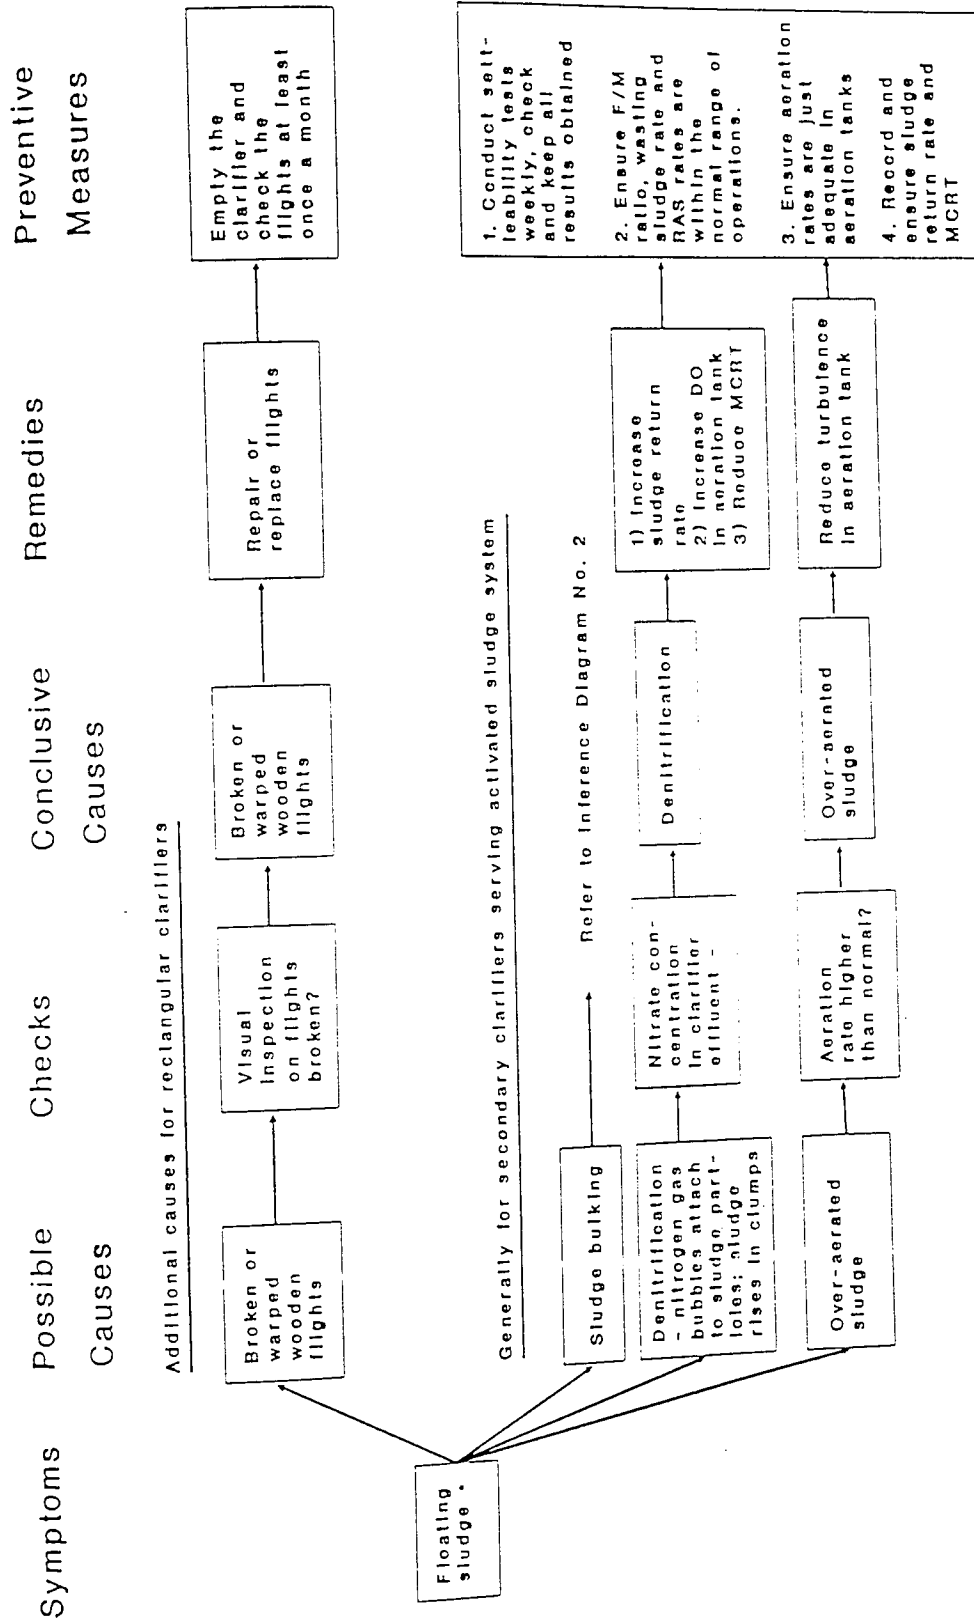 Symptoms
Possible
Causes
Checks
Conclusive
Causes
Remedies
Preventive
Measures
Additional causes for rectangular clarifiers
Floating
sludge *
Broken or
warped
wooden
flights
Visual
Inspection
on flights
broken?
Broken or
warped
wooden
flights
Repair or
replace flights
Empty the
clarifier and
check the
flights at least
once a month
Generally for secondary clarifiers serving activated sludge system
Sludge bulking
Refer to Inference Diagram No. 2
Denitrification
- nitrogen gas
bubbles attach
to sludge part-
icles; sludge
rises in clumps
Nitrate con-
centration
In clarifier
effluent -
Denitrification
1) Increase
sludge return
rate
2) Increase DO
In aeration tank
3) Reduce MCRT
Over-aerated
sludge
Aeration
rate higher
than normal?
Over-aerated
sludge
Reduce turbulence
In aeration tank
1. Conduct sett-
leability tests
weekly, check
and keep all
results obtained
2. Ensure F/M
ratio, wasting
sludge rate and
RAS rates are
within the
normal range of
operations.
3. Ensure aeration
rates are just
adequate in
aeration tanks
4. Record and
ensure sludge
return rate and
MCRT